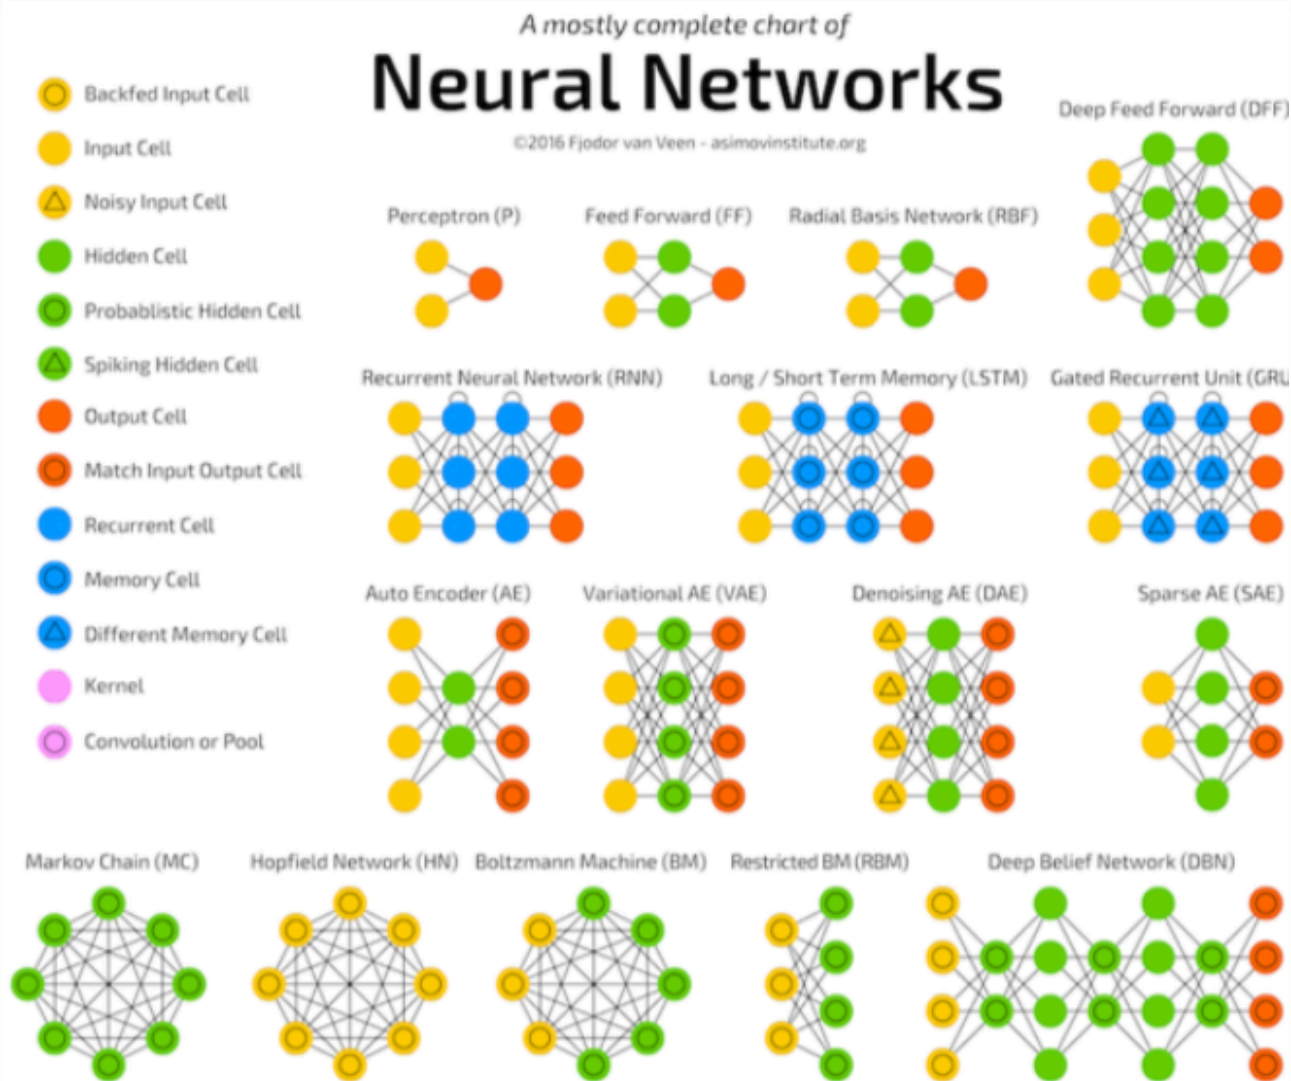 A mostly complete chart of
Neural Networks
©2016 Fjodor van Veen - asimovinstitute.org
Backfed Input Cell
Input Cell
Noisy Input Cell
Hidden Cell
Probablistic Hidden Cell
Spiking Hidden Cell
Output Cell
Match Input Output Cell
Recurrent Cell
Memory Cell
Different Memory Cell
Kernel
Convolution or Pool
Deep Feed Forward (DFF)
Perceptron (P)
Feed Forward (FF)
Radial Basis Network (RBF)
Recurrent Neural Network (RNN)
Long / Short Term Memory (LSTM)
Gated Recurrent Unit (GRU
Auto Encoder (AE)
Variational AE (VAE)
Denoising AE (DAE)
Sparse AE (SAE)
Markov Chain (MC)
Hopfield Network (HN)
Boltzmann Machine (BM)
Restricted BM (RBM)
Deep Belief Network (DBN)